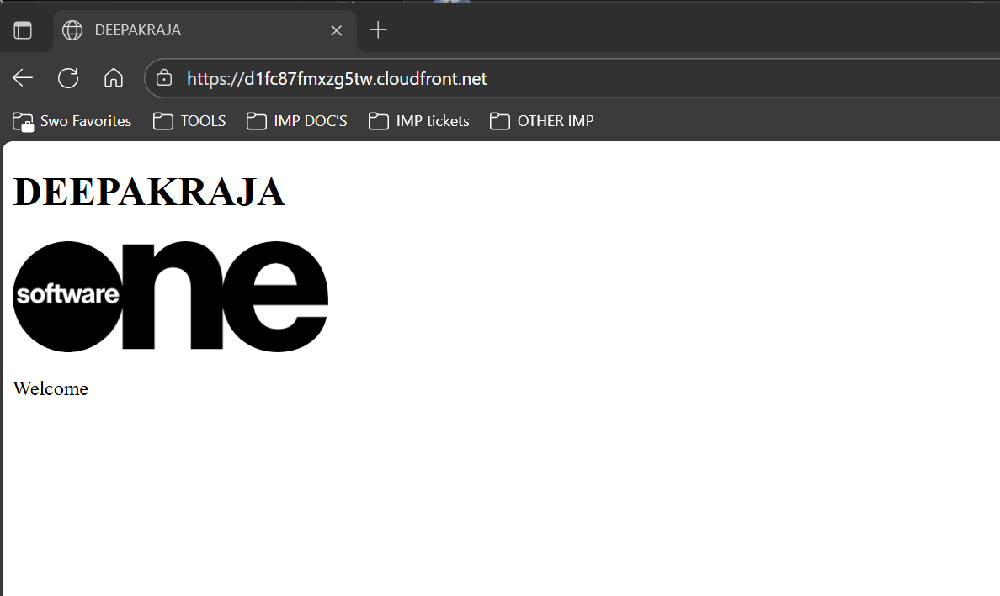 DEEPAKRAJA
https://d1fc87fmxzg5tw.cloudfront.net
Swo Favorites TOOLS IMP DOC'S IMP tickets OTHER IMP
DEEPAKRAJA
software one
Welcome